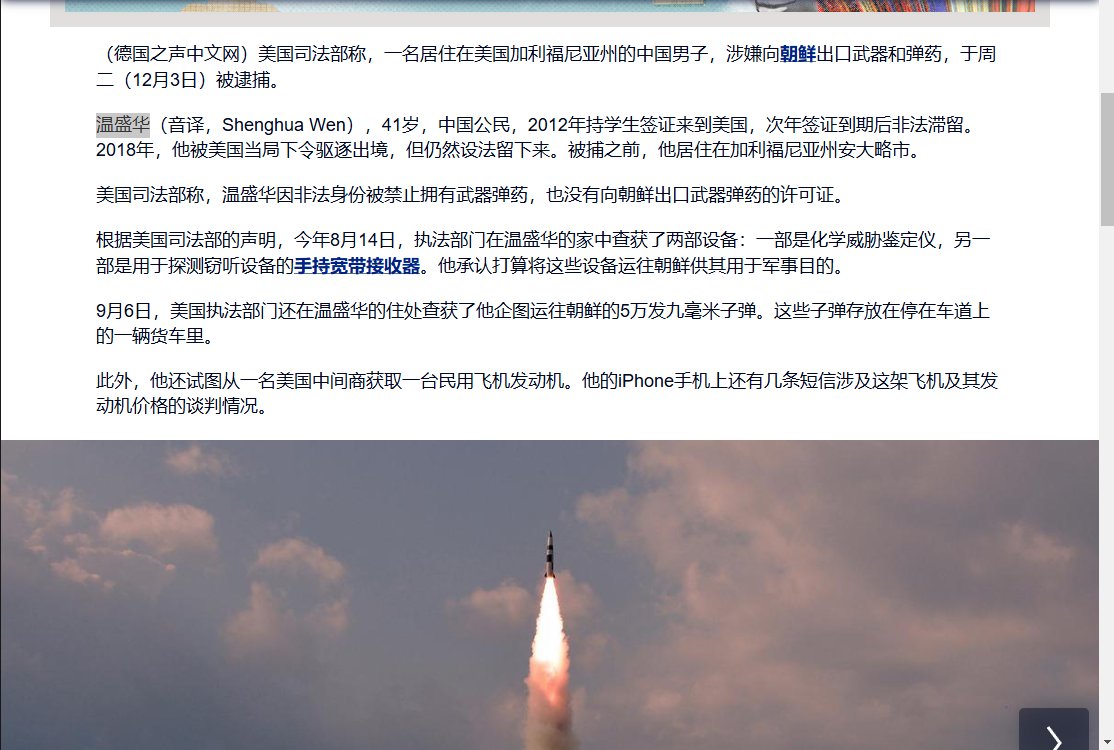 （德国之声中文网）美国司法部称，一名居住在美国加利福尼亚州的中国男子，涉嫌向朝鲜出口武器和弹药，于周
二（12月3日）被逮捕。
温盛华（音译，Shenghua Wen），41岁，中国公民，2012年持学生签证来到美国，次年签证到期后非法滞留。
2018年，他被美国当局下令驱逐出境，但仍然设法留下来。被捕之前，他居住在加利福尼亚州安大略市。
美国司法部称，温盛华因非法身份被禁止拥有武器弹药，也没有向朝鲜出口武器弹药的许可证。
根据美国司法部的声明，今年8月14日，执法部门在温盛华的家中查获了两部设备：一部是化学威胁鉴定仪，另一
部是用于探测窃听设备的手持宽带接收器。他承认打算将这些设备运往朝鲜供其用于军事目的。
9月6日，美国执法部门还在温盛华的住处查获了他企图运往朝鲜的5万发九毫米子弹。这些子弹存放在停在车道上
的一辆货车里。
此外，他还试图从一名美国中间商获取一台民用飞机发动机。他的iPhone手机上还有几条短信涉及这架飞机及其发
动机价格的谈判情况。